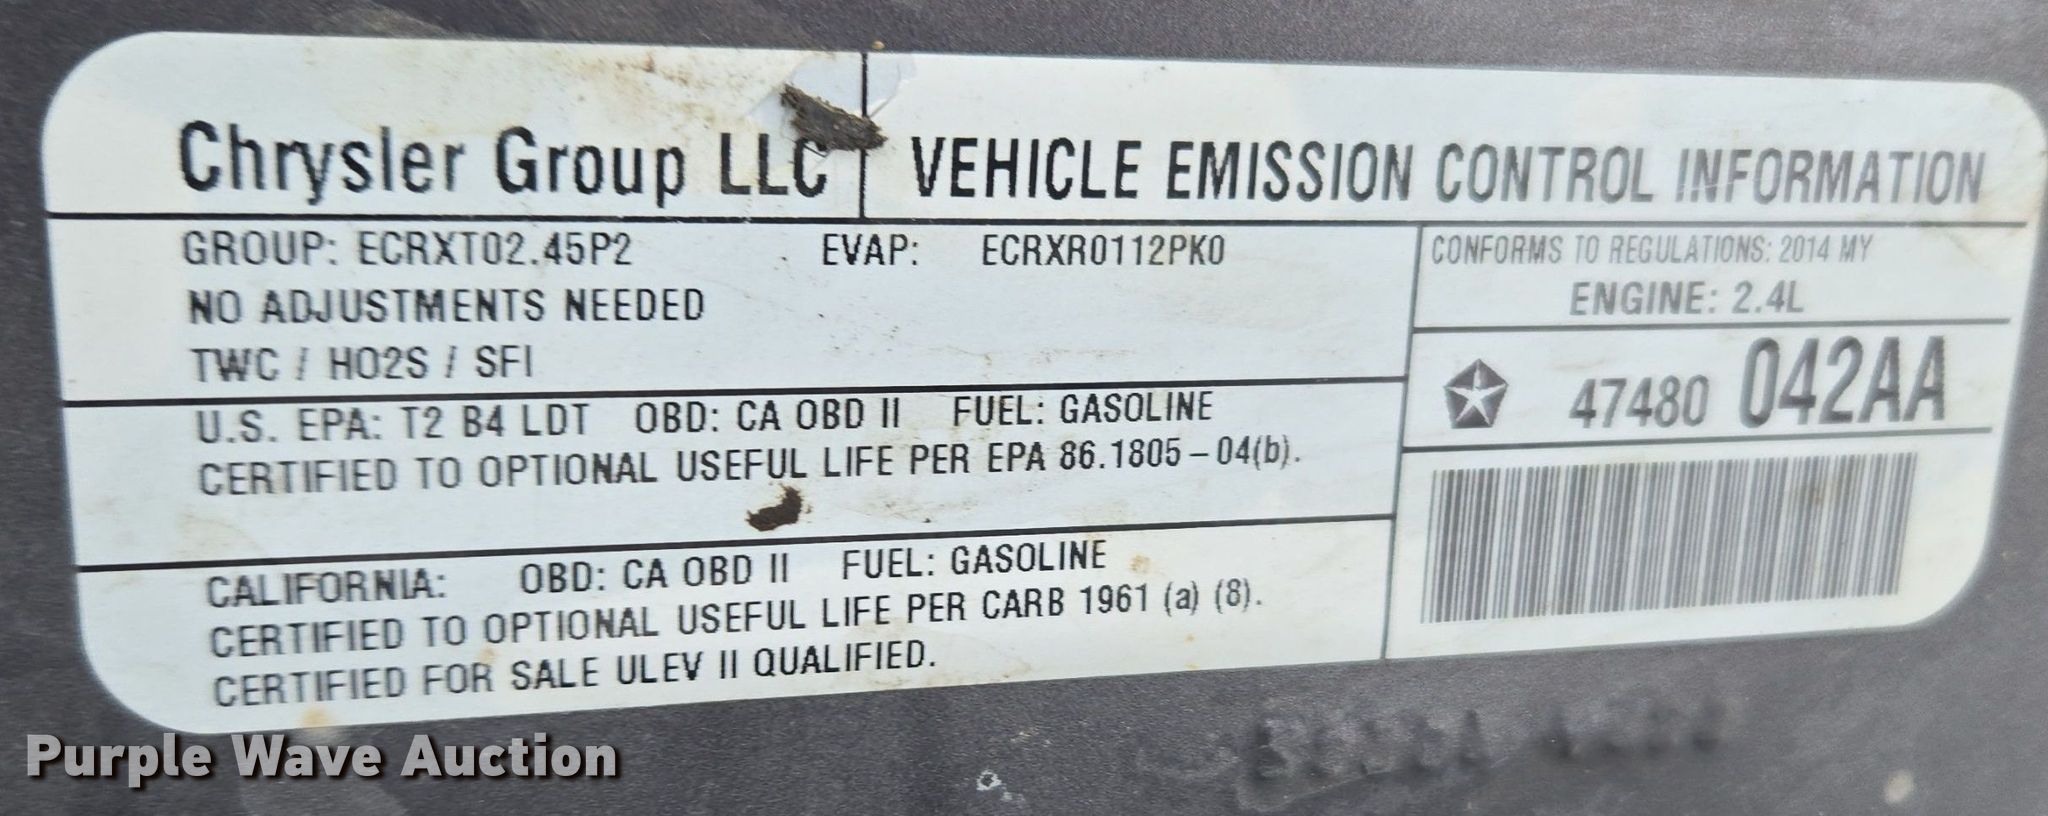 Chrysler Group LLC
VEHICLE EMISSION CONTROL INFORMATION
GROUP: ECRXT02.45P2 EVAP: ECRXR0112PK0
NO ADJUSTMENTS NEEDED
TWC / HO2S / SFI
CONFORMS TO REGULATIONS: 2014 MY
ENGINE: 2.4L
47480 042AA
U.S. EPA: T2 B4 LDT OBD: CA OBD II FUEL: GASOLINE
CERTIFIED TO OPTIONAL USEFUL LIFE PER EPA 86.1805-04(b).
CALIFORNIA: OBD: CA OBD II FUEL: GASOLINE
CERTIFIED TO OPTIONAL USEFUL LIFE PER CARB 1961 (a) (8).
CERTIFIED FOR SALE ULEV II QUALIFIED.
Purple Wave Auction